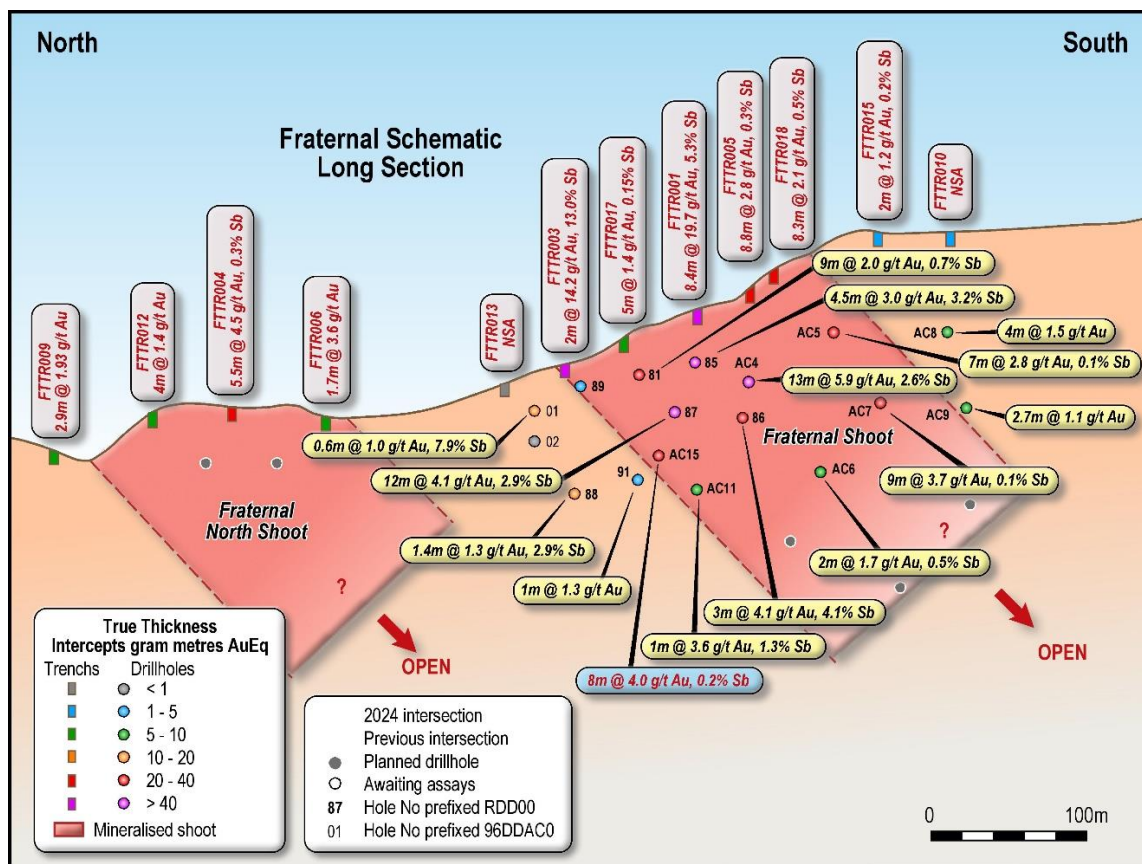 North
South
Fraternal Schematic
Long Section
FTTR009
2.9m @ 1.93 g/t Au
FTTR012
4m @ 1.4 g/t Au
FTTR004
5.5m @ 4.5 g/t Au, 0.3% Sb
FTTR006
1.7m @ 3.6 g/t Au
FTTR013
NSA
FTTR003
2m @ 14.2 g/t Au, 13.0% Sb
FTTR017
5m @ 1.4 g/t Au, 0.15% Sb
FTTR001
8.4m @ 19.7 g/t Au, 5.3% Sb
FTTR005
8.8m @ 2.8 g/t Au, 0.3% Sb
FTTR018
8.3m @ 2.1 g/t Au, 0.5% Sb
FTTR015
2m @ 1.2 g/t Au, 0.2% Sb
FTTR010
NSA
9m @ 2.0 g/t Au, 0.7% Sb
4.5m @ 3.0 g/t Au, 3.2% Sb
AC5
AC8
4m @ 1.5 g/t Au
7m @ 2.8 g/t Au, 0.1% Sb
89
81
85
AC4
13m @ 5.9 g/t Au, 2.6% Sb
01
87
86
AC7
AC9
2.7m @ 1.1 g/t Au
Fraternal Shoot
02
0.6m @ 1.0 g/t Au, 7.9% Sb
AC15
12m @ 4.1 g/t Au, 2.9% Sb
91
AC6
9m @ 3.7 g/t Au, 0.1% Sb
88
AC11
Fraternal
North Shoot
?
?
1.4m @ 1.3 g/t Au, 2.9% Sb
2m @ 1.7 g/t Au, 0.5% Sb
1m @ 1.3 g/t Au
3m @ 4.1 g/t Au, 4.1% Sb
1m @ 3.6 g/t Au, 1.3% Sb
8m @ 4.0 g/t Au, 0.2% Sb
OPEN
OPEN
True Thickness
Intercepts gram metres AuEq
Trenchs Drillholes
< 1
1 - 5
5 - 10
10 - 20
20 - 40
> 40
Mineralised shoot
2024 intersection
Previous intersection
Planned drillhole
Awaiting assays
87 Hole No prefixed RDD00
01 Hole No prefixed 96DDAC0
0 100m